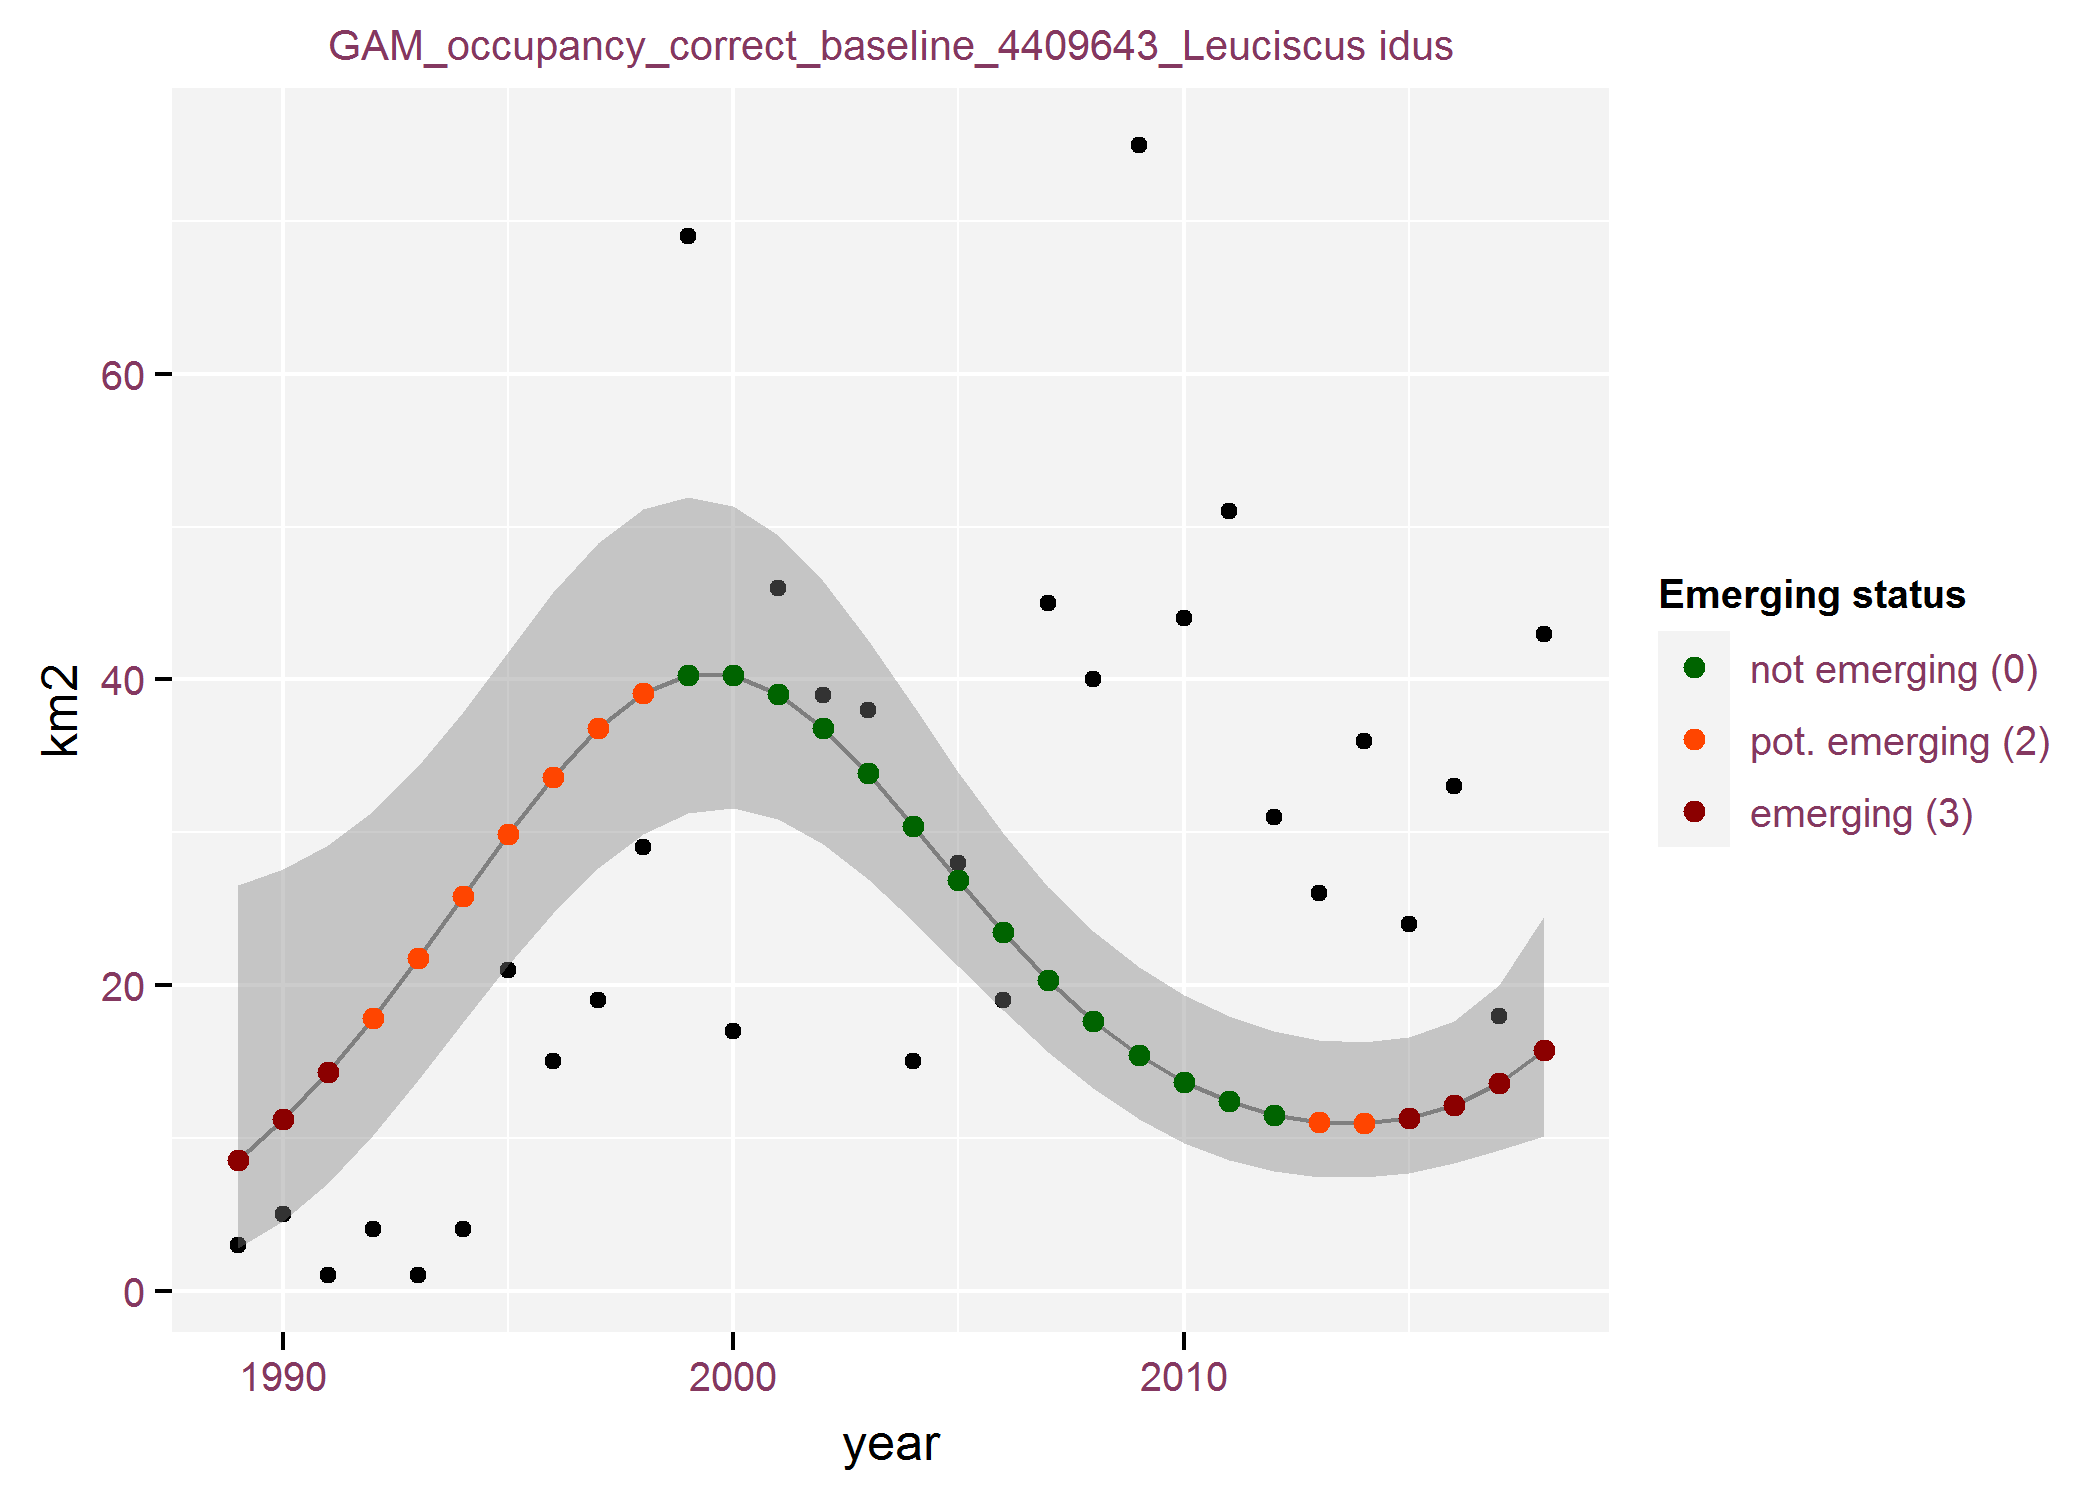 GAM_occupancy_correct_baseline_4409643_Leuciscus idus
km2
60
40
20
0
1990
2000
2010
year
Emerging status
not emerging (0)
pot. emerging (2)
emerging (3)